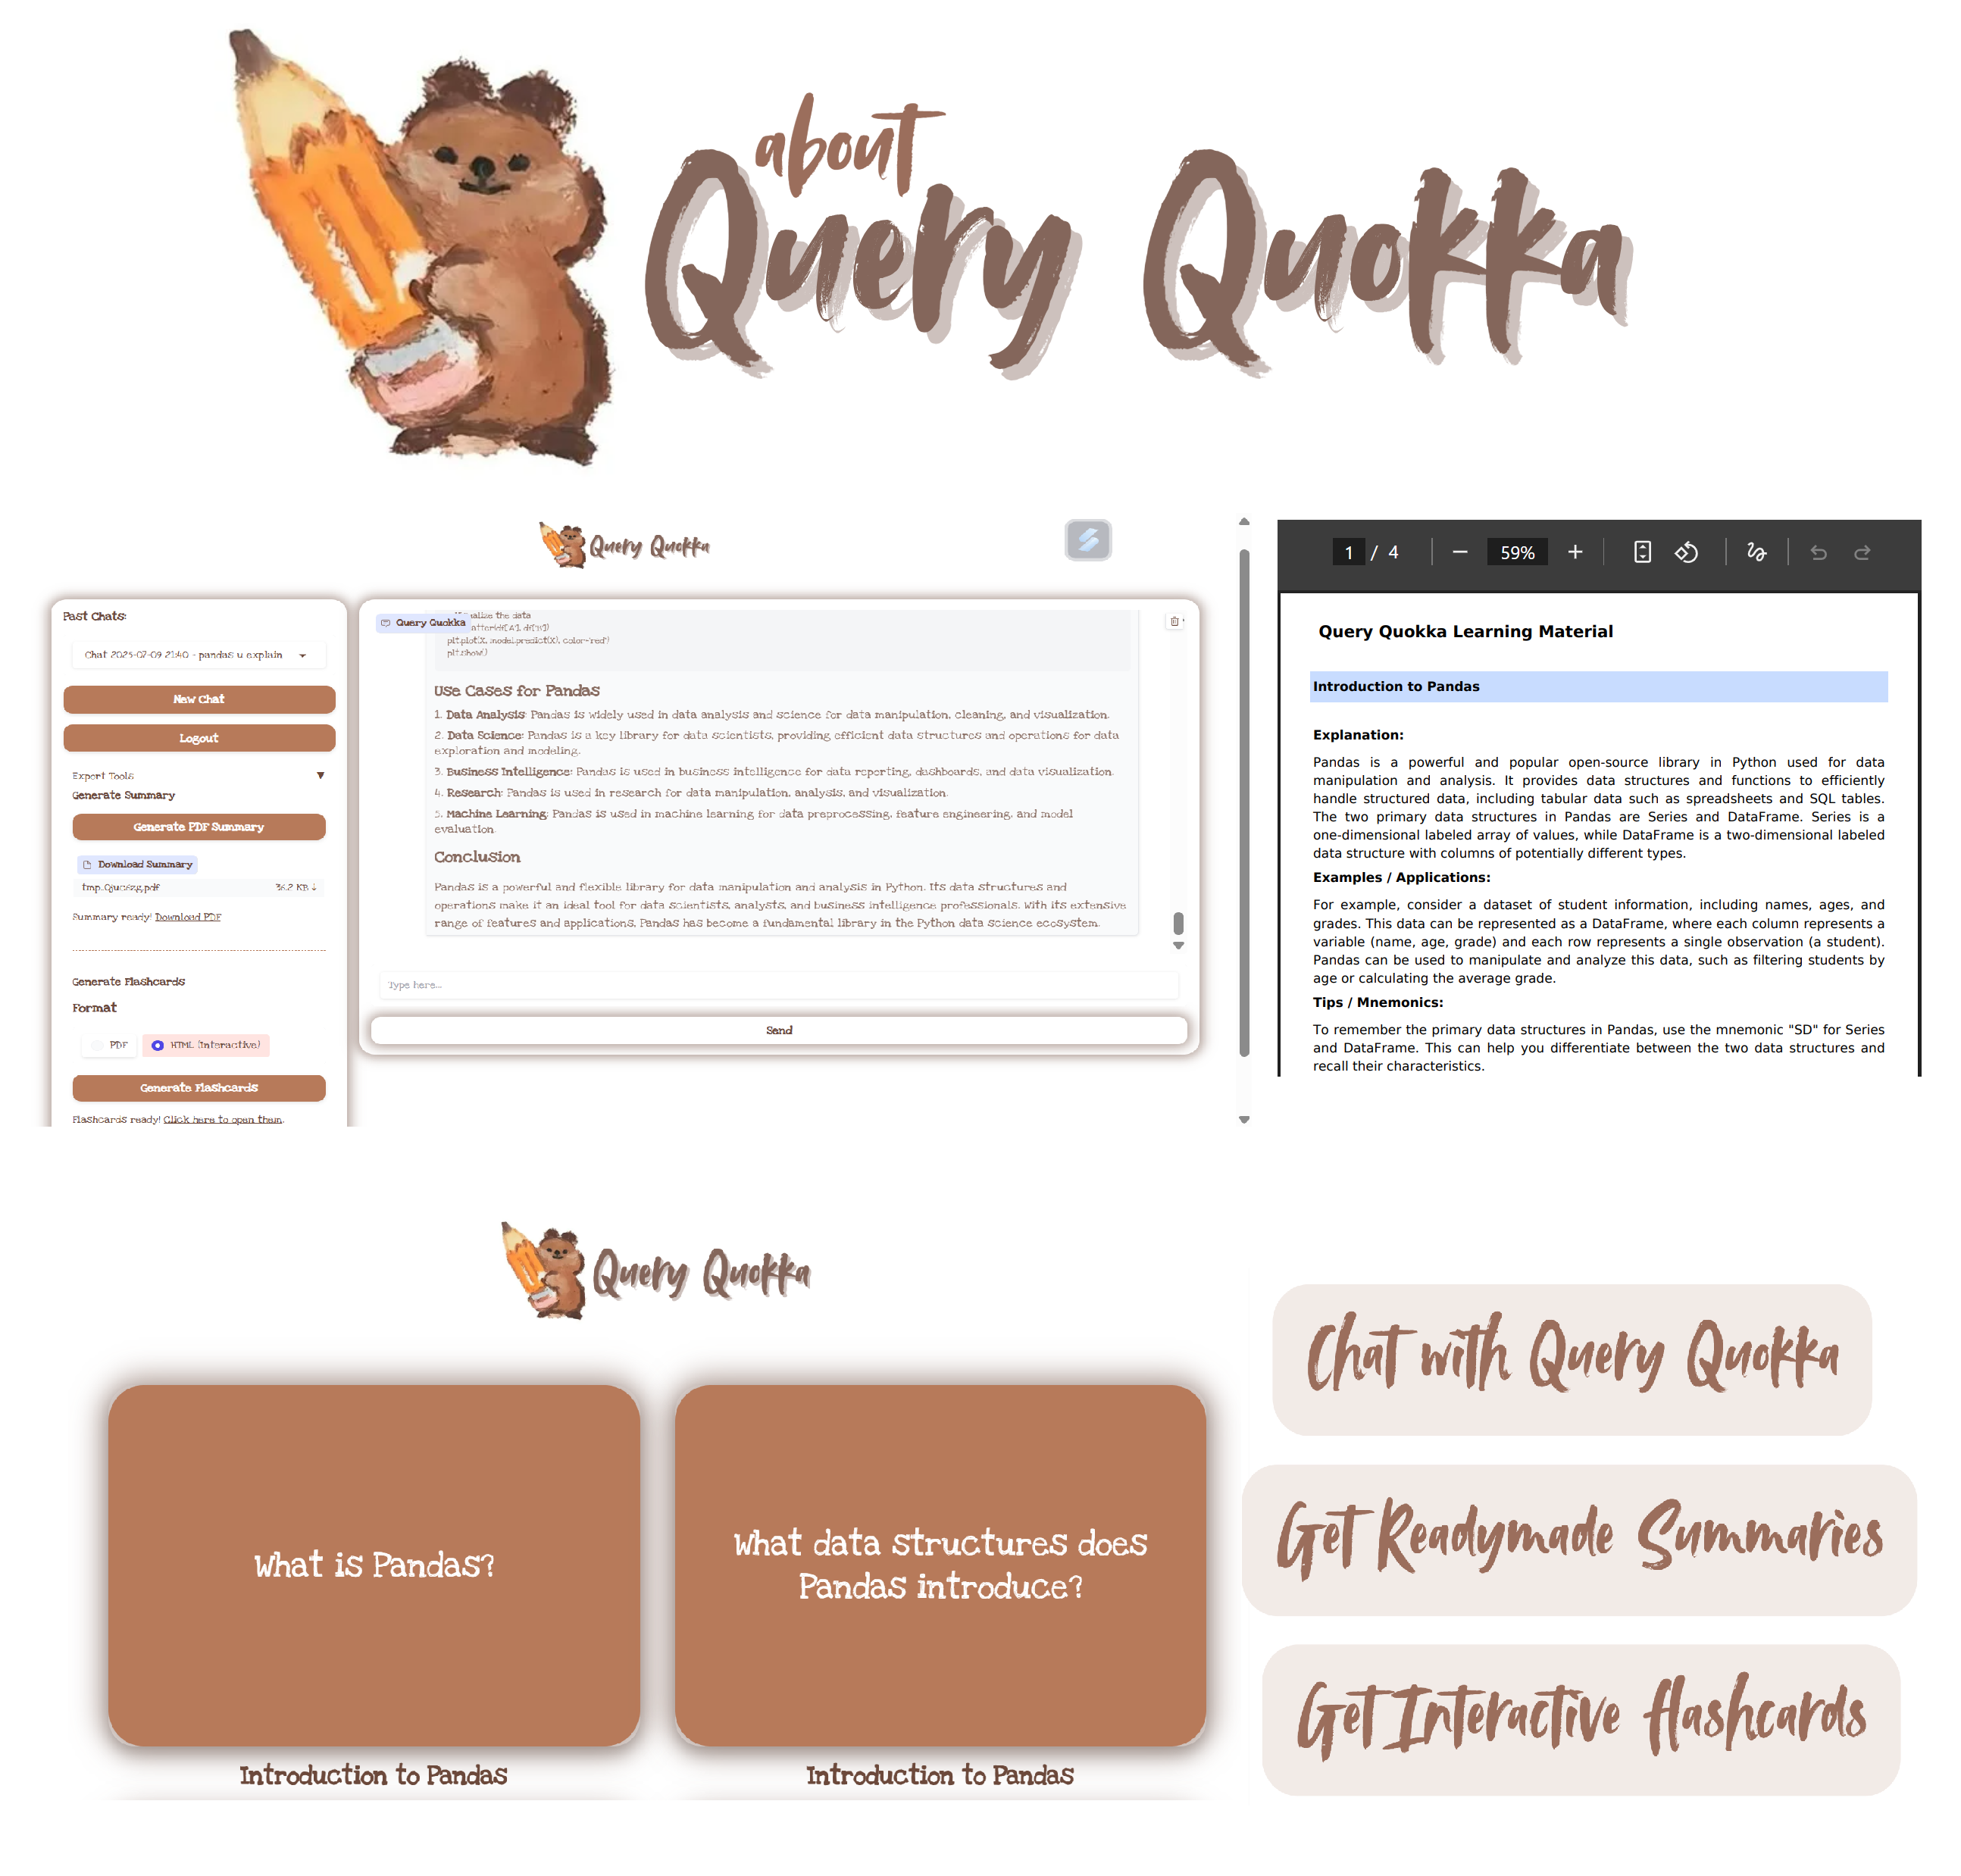 about
Query Quokka
Query Quokka
Past Chats:
Chat 2025-07-09 21:40 - pandas u explain
New Chat
Logout
Export Tools
Generate Summary
Generate PDF Summary
Download Summary
36.2 KB ↓
Summary ready! Download PDF
Generate Flashcards
Format
PDF
HTML (Interactive)
Generate Flashcards
Flashcards ready! Click here to open them.
Query Quokka
the data
plt.plot(X, model.predict(X), color='red')
plt.show()
Use Cases for Pandas
1. Data Analysis: Pandas is widely used in data analysis and science for data manipulation, cleaning, and visualization.
2. Data Science: Pandas is a key library for data scientists, providing efficient data structures and operations for data
exploration and modeling.
3. Business Intelligence: Pandas is used in business intelligence for data reporting, dashboards, and data visualization.
4. Research: Pandas is used in research for data manipulation, analysis, and visualization.
5. Machine Learning: Pandas is used in machine learning for data preprocessing, feature engineering, and model
evaluation.
Conclusion
Pandas is a powerful and flexible library for data manipulation and analysis in Python. Its data structures and
operations make it an ideal tool for data scientists, analysts, and business intelligence professionals. With its extensive
range of features and applications, Pandas has become a fundamental library in the Python data science ecosystem.
Type here...
Send
1 / 4 59%
Query Quokka Learning Material
Introduction to Pandas
Explanation:
Pandas is a powerful and popular open-source library in Python used for data
manipulation and analysis. It provides data structures and functions to efficiently
handle structured data, including tabular data such as spreadsheets and SQL tables.
The two primary data structures in Pandas are Series and DataFrame. Series is a
one-dimensional labeled array of values, while DataFrame is a two-dimensional labeled
data structure with columns of potentially different types.
Examples / Applications:
For example, consider a dataset of student information, including names, ages, and
grades. This data can be represented as a DataFrame, where each column represents a
variable (name, age, grade) and each row represents a single observation (a student).
Pandas can be used to manipulate and analyze this data, such as filtering students by
age or calculating the average grade.
Tips / Mnemonics:
To remember the primary data structures in Pandas, use the mnemonic "SD" for Series
and DataFrame. This can help you differentiate between the two data structures and
recall their characteristics.
Query Quokka
What is Pandas?
Introduction to Pandas
What data structures does
Pandas introduce?
Introduction to Pandas
Chat with Query Quokka
Get Readymade Summaries
Get Interactive flashcards